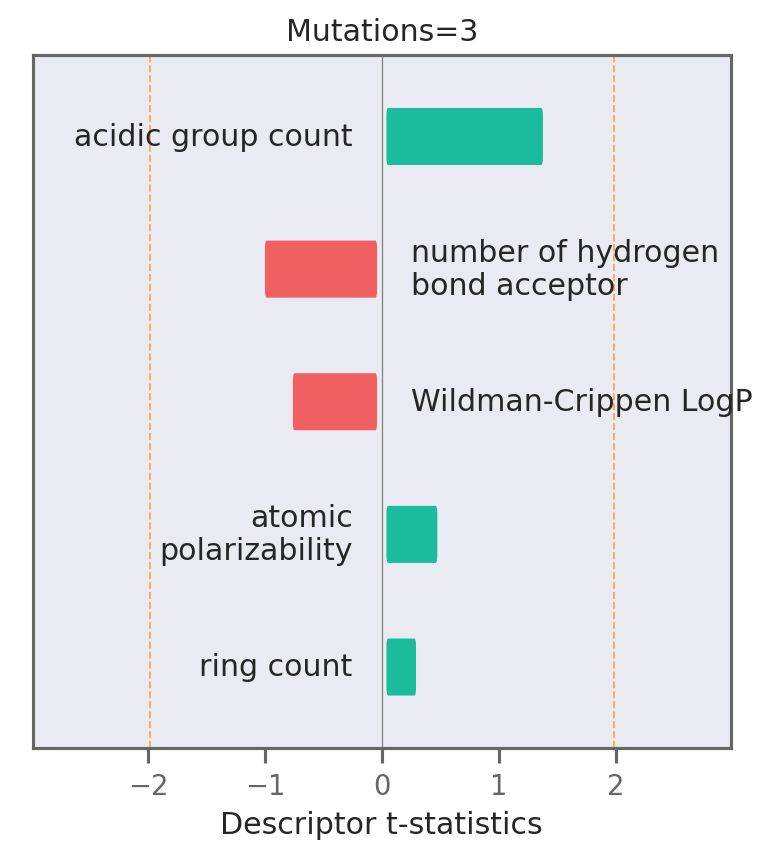 Mutations=3
acidic group count
number of hydrogen
bond acceptor
Wildman-Crippen LogP
atomic
polarizability
ring count
−2 −1 0 1 2
Descriptor t-statistics